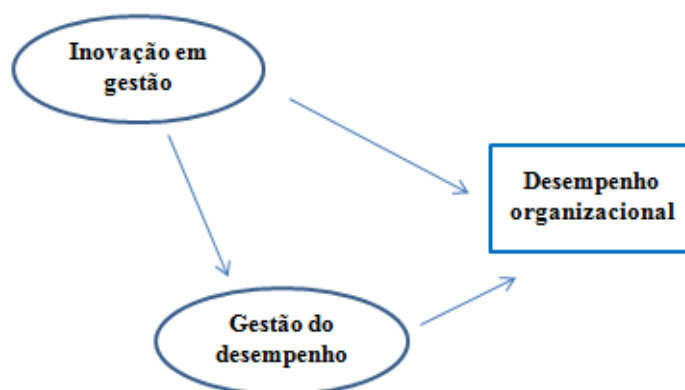 Inovação em
gestão
Desempenho
organizacional
Gestão do
desempenho